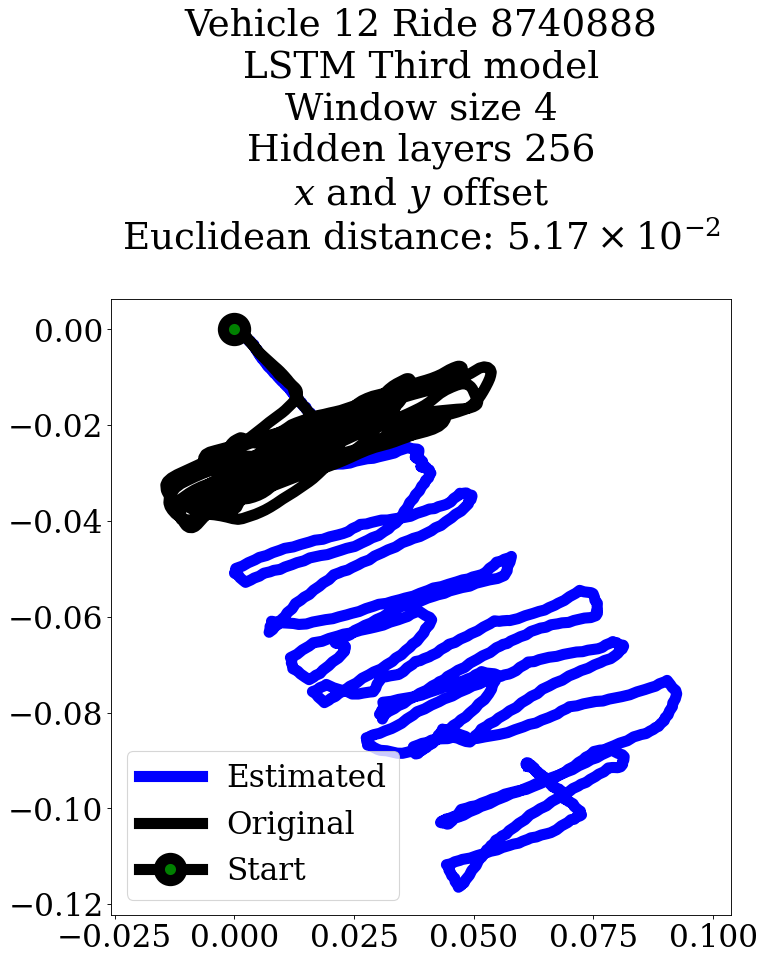 Vehicle 12 Ride 8740888
LSTM Third model
Window size 4
Hidden layers 256
x and y offset
Euclidean distance: 5.17 × 10⁻²
0.00
−0.02
−0.04
−0.06
−0.08
−0.10
−0.12
Estimated
Original
Start
−0.025 0.000 0.025 0.050 0.075 0.100